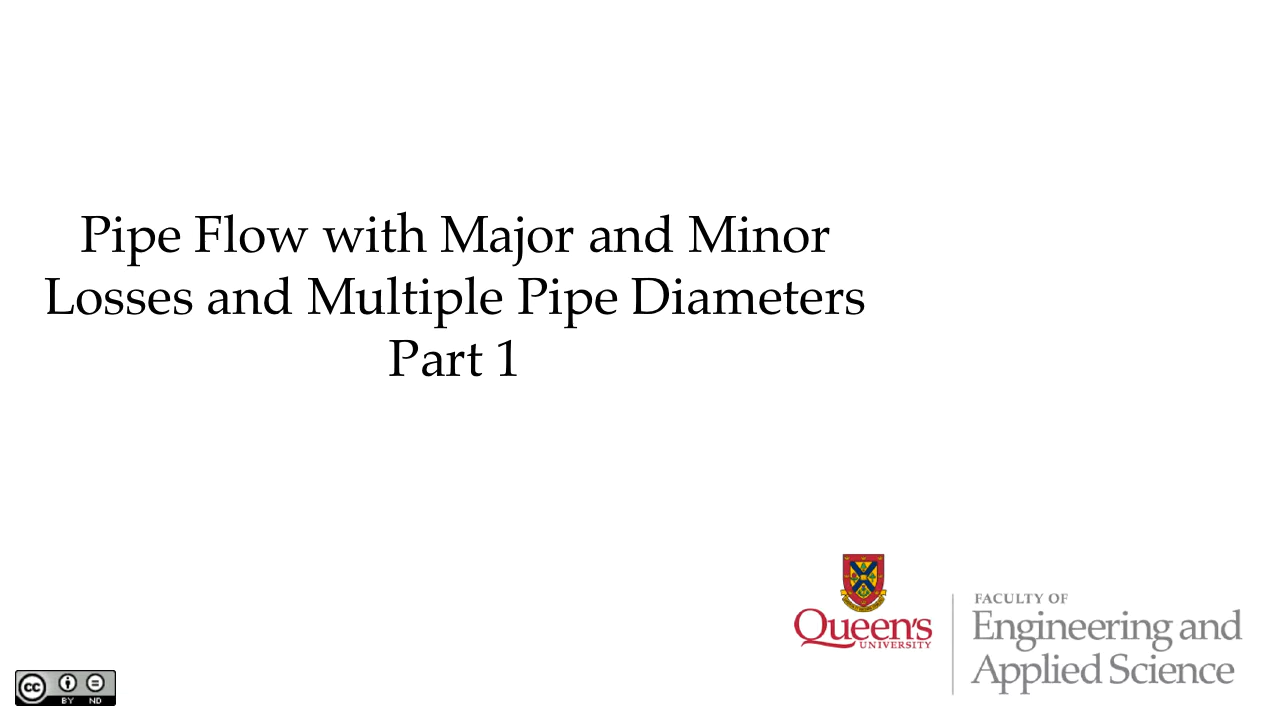 Pipe Flow with Major and Minor
Losses and Multiple Pipe Diameters
Part 1
Queen's
UNIVERSITY
FACULTY OF
Engineering and
Applied Science
cc
BY ND